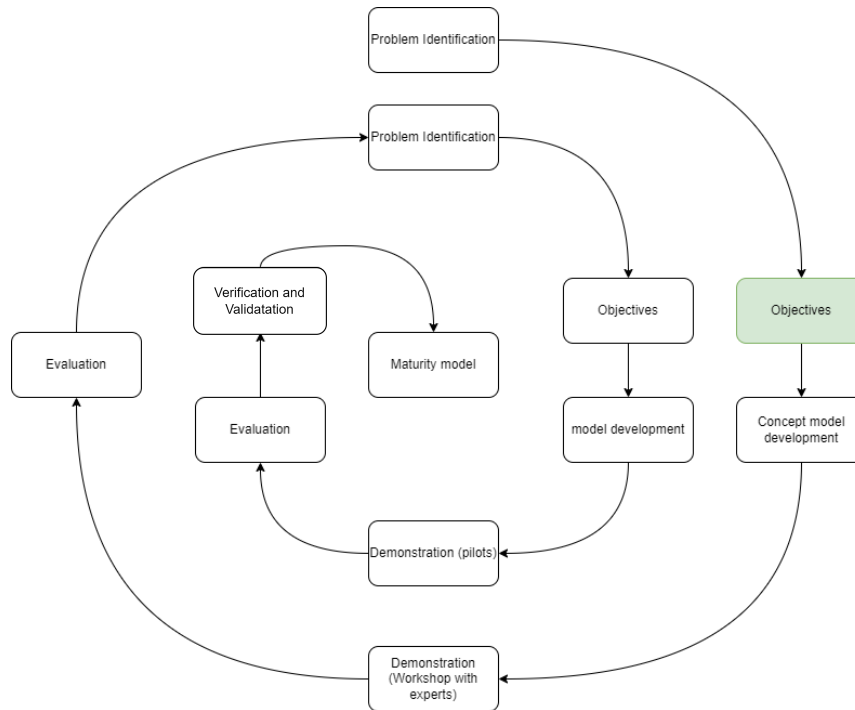 Problem Identification
Problem Identification
Verification and
Validatation
Objectives
Objectives
Evaluation
Maturity model
Evaluation
model development
Concept model
development
Demonstration (pilots)
Demonstration
(Workshop with
experts)